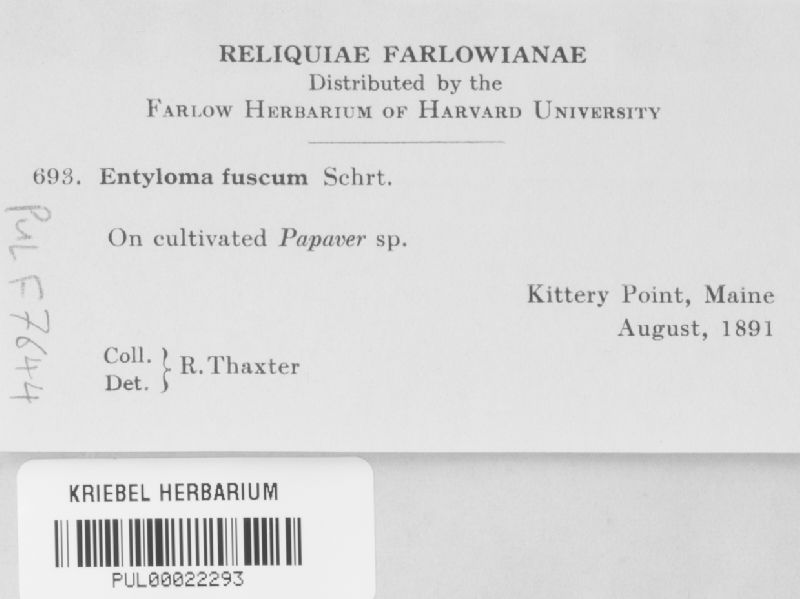 RELIQUIAE FARLOWIANAE
Distributed by the
FARLOW HERBARIUM OF HARVARD UNIVERSITY
693. Entyloma fuscum Schrt.
On cultivated Papaver sp.
Kittery Point, Maine
August, 1891
Coll.
Det. } R. Thaxter
PUL F7644
KRIEBEL HERBARIUM
PUL00022293